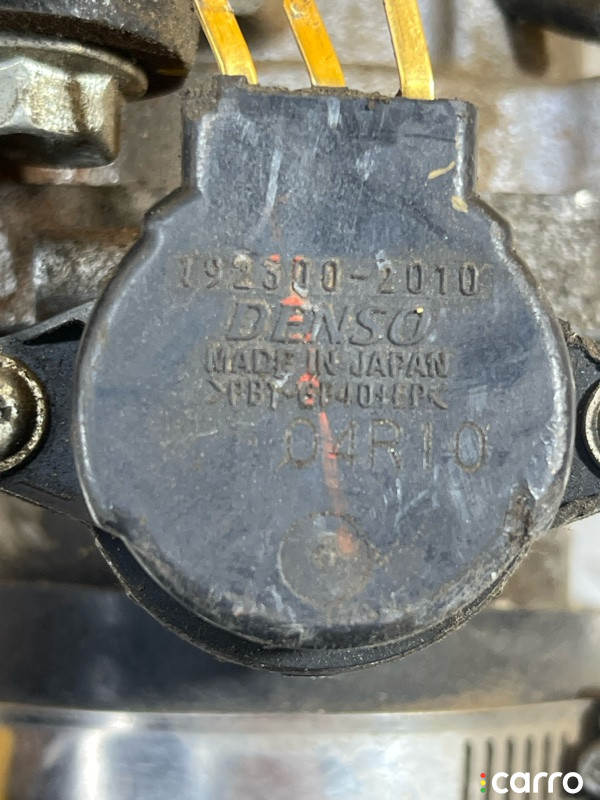 192300-2010
DENSO
MADE IN JAPAN
04R10
carro